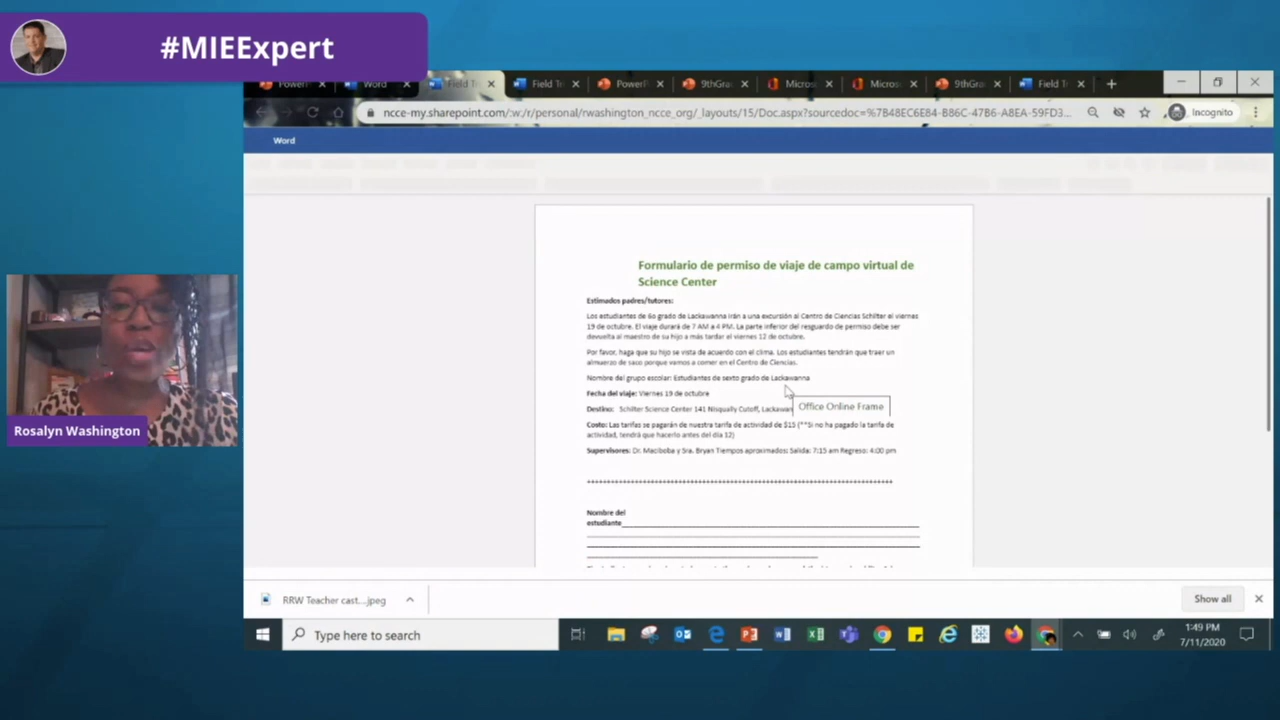 #MIEExpert
Power
Word
Field T
Field T
PowerP
9thGra
Micros
Micros
9thGra
Field T
ncce-my.sharepoint.com/:w:/r/personal/rwashington_ncce_org/_layouts/15/Doc.aspx?sourcedoc=%7B48EC6E84-B86C-47B6-A8EA-59FD3...
Incognito
Word
Formulario de permiso de viaje de campo virtual de
Science Center
Estimados padres/tutores:
Los estudiantes de 6o grado de Lackawanna irán a una excursión al Centro de Ciencias Schilter el viernes
19 de octubre. El viaje durará de 7 AM a 4 PM. La parte inferior del resguardo de permiso debe ser
devuelta al maestro de su hijo a más tardar el viernes 12 de octubre.
Por favor, haga que su hijo se vista de acuerdo con el clima. Los estudiantes tendrán que traer un
almuerzo de saco porque vamos a comer en el Centro de Ciencias.
Nombre del grupo escolar: Estudiantes de sexto grado de Lackawanna
Fecha del viaje: Viernes 19 de octubre
Office Online Frame
Destino: Schilter Science Center 141 Nisqually Cutoff, Lackawan
Costo: Las tarifas se pagarán de nuestra tarifa de actividad de $15 (**Si no ha pagado la tarifa de
actividad, tendrá que hacerlo antes del día 12)
Supervisores: Dr. Maciboba y Sra. Bryan Tiempos aproximados: Salida: 7:15 am Regreso: 4:00 pm
++++++++++++++++++++++++++++++++++++++++++++++++++++++++++++++++++++++++++++
Nombre del
estudiante
Rosalyn Washington
RRW Teacher cast....jpeg
Show all
Type here to search
1:49 PM
7/11/2020